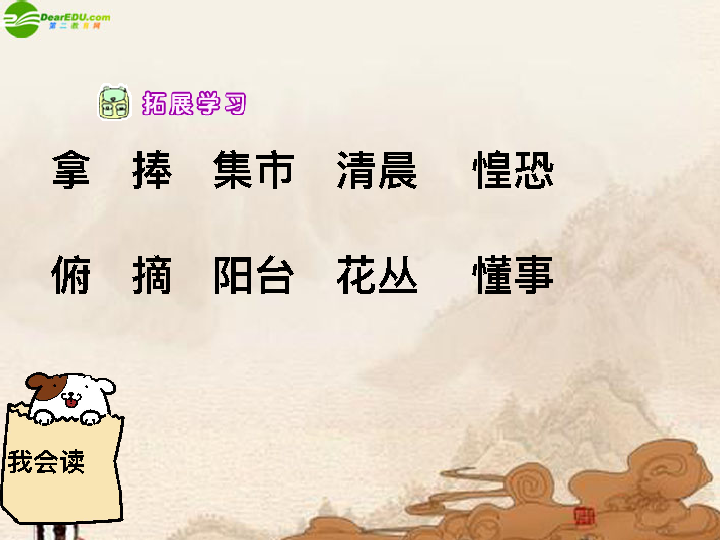 DearEDU.com
第二教育网
拓展学习
拿 捧 集市 清晨 惶恐
俯 摘 阳台 花丛 懂事
我会读